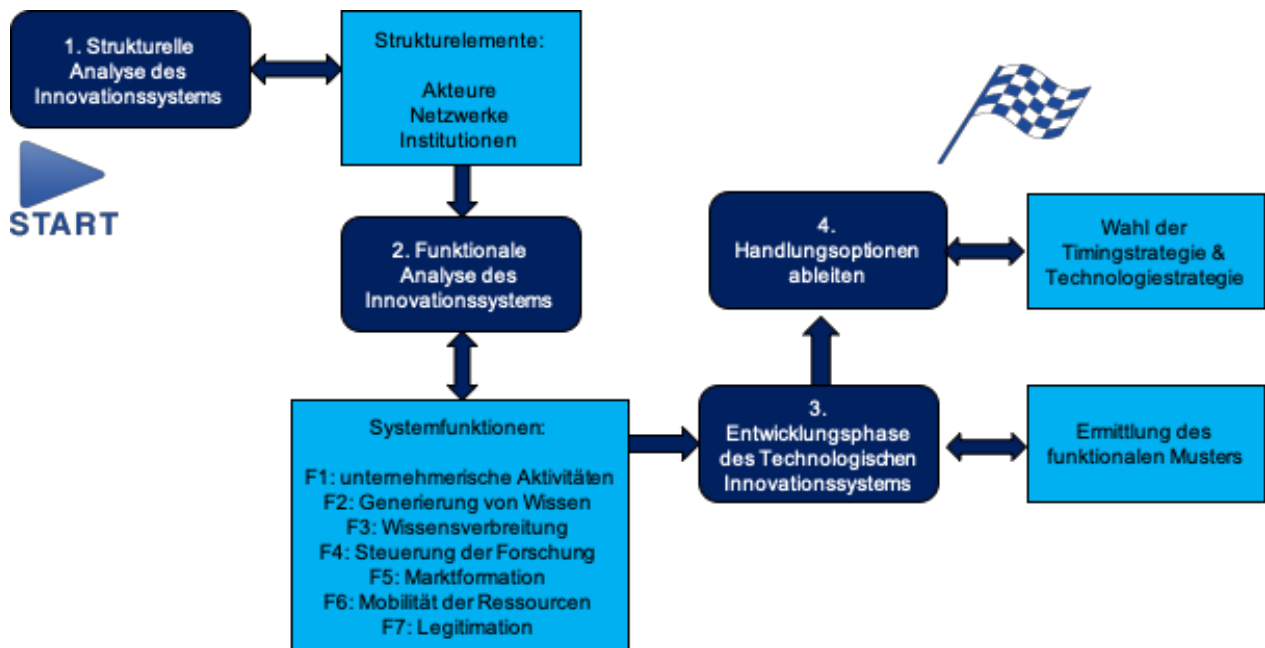 1. Strukturelle
Analyse des
Innovationssystems
START
Strukturelemente:
Akteure
Netzwerke
Institutionen
2. Funktionale
Analyse des
Innovationssystems
Systemfunktionen:
F1: unternehmerische Aktivitäten
F2: Generierung von Wissen
F3: Wissensverbreitung
F4: Steuerung der Forschung
F5: Marktformation
F6: Mobilität der Ressourcen
F7: Legitimation
3.
Entwicklungsphase
des Technologischen
Innovationssystems
Ermittlung des
funktionalen Musters
4.
Handlungsoptionen
ableiten
Wahl der
Timingstrategie &
Technologiestrategie